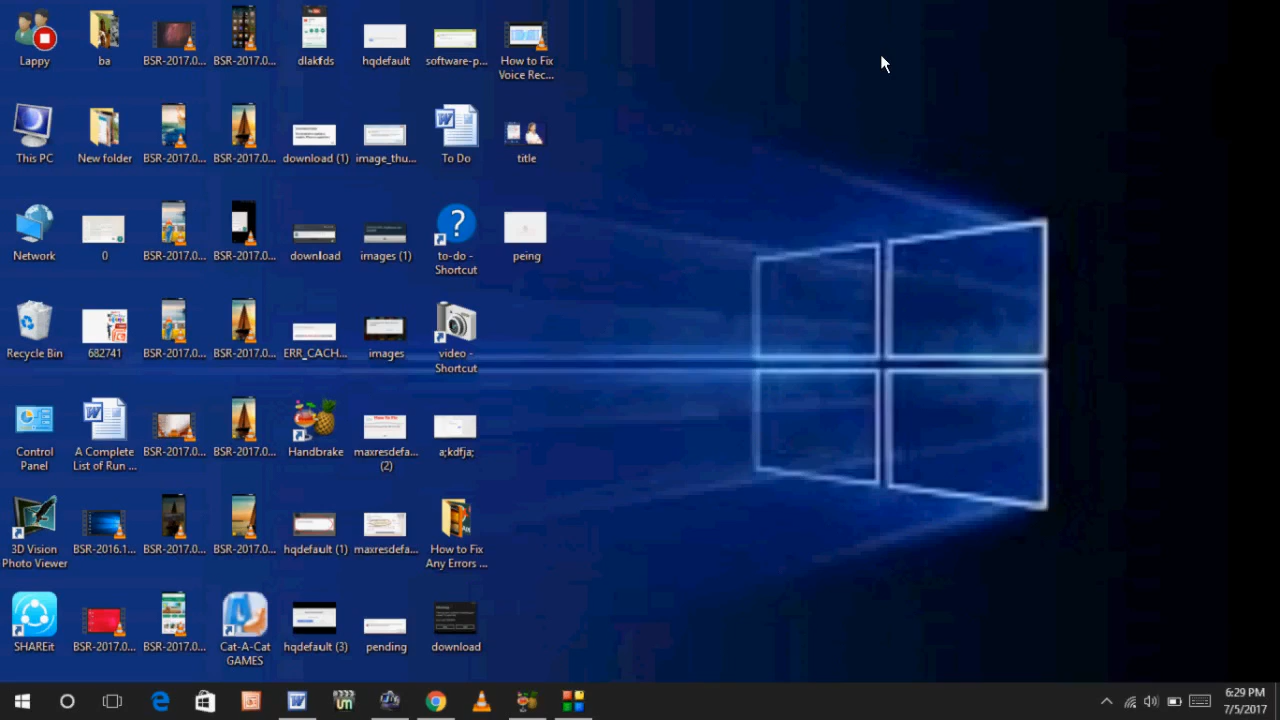 Lappy
ba
BSR-2017.0...
BSR-2017.0...
dlakfds
hqdefault
software-p...
How to Fix
Voice Rec...
This PC
New folder
BSR-2017.0...
BSR-2017.0...
download (1)
image_thu...
To Do
title
Network
0
BSR-2017.0...
BSR-2017.0...
download
images (1)
to-do -
Shortcut
peing
Recycle Bin
682741
BSR-2017.0...
BSR-2017.0...
ERR_CACH...
images
video -
Shortcut
Control
Panel
A Complete
List of Run ...
BSR-2017.0...
BSR-2017.0...
Handbrake
maxresdefa...
(2)
a;kdfja;
3D Vision
Photo Viewer
BSR-2016.1...
BSR-2017.0...
BSR-2017.0...
hqdefault (1)
maxresdefa...
How to Fix
Any Errors ...
SHAREit
BSR-2017.0...
BSR-2017.0...
Cat-A-Cat
GAMES
hqdefault (3)
pending
download
6:29 PM
7/5/2017